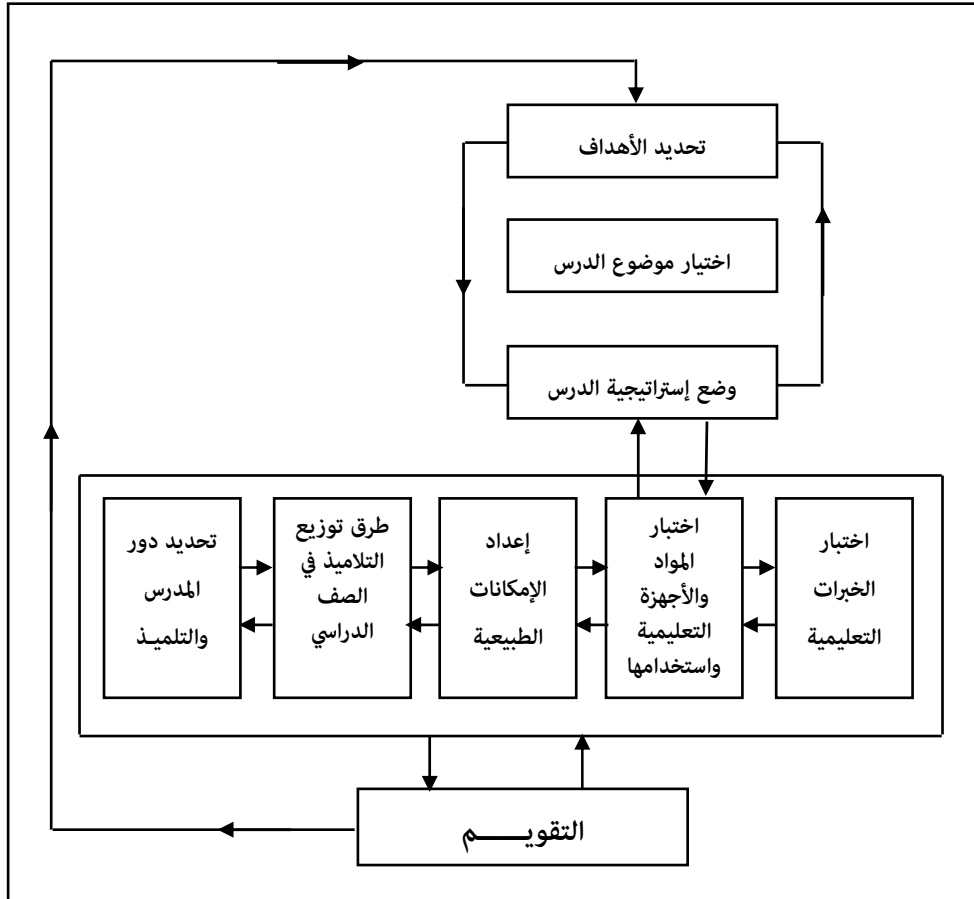 تحديد الأهداف
اختيار موضوع الدرس
وضع إستراتيجية الدرس
اختبار
الخبرات
التعليمية
اختبار
المواد
والأجهزة
التعليمية
واستخدامها
إعداد
الإمكانات
الطبيعية
طرق توزيع
التلاميذ في
الصف
الدراسي
تحديد دور
المدرس
والتلميـذ
التقويــــــم